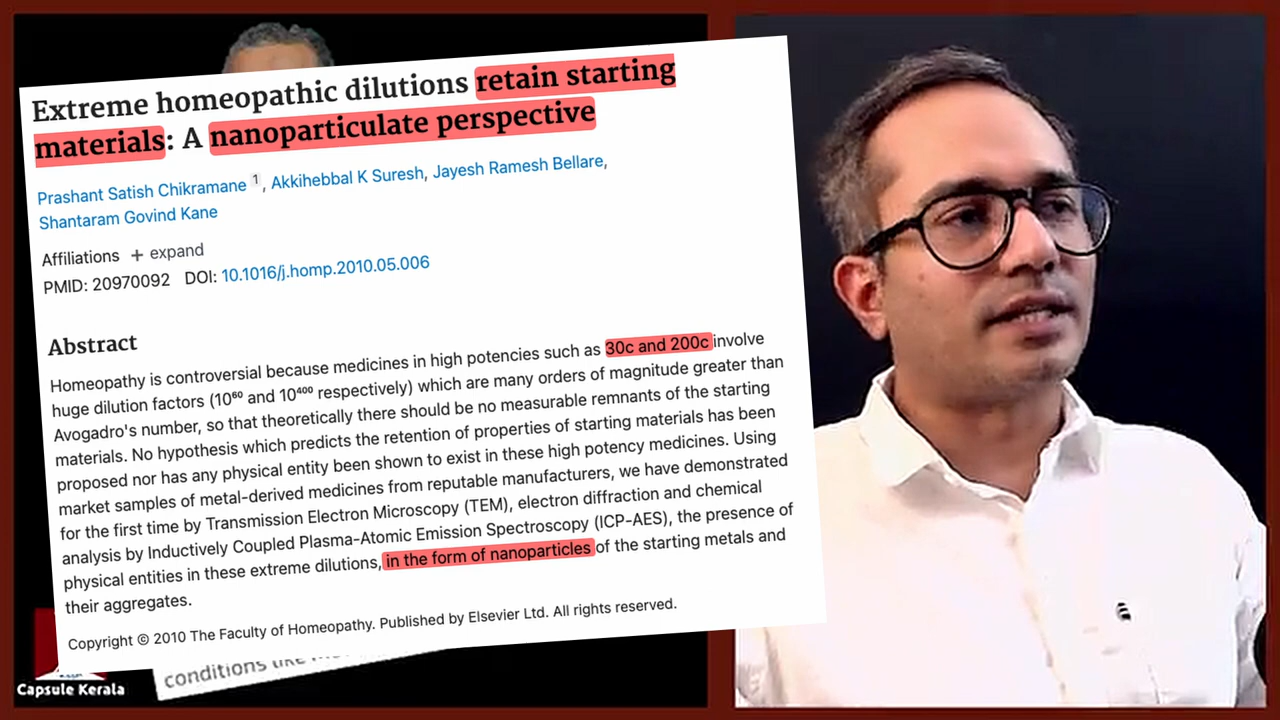 Extreme homeopathic dilutions retain starting
materials: A nanoparticulate perspective
Prashant Satish Chikramane 1, Akkihebbal K Suresh, Jayesh Ramesh Bellare,
Shantaram Govind Kane
Affiliations + expand
PMID: 20970092 DOI: 10.1016/j.homp.2010.05.006
Abstract
Homeopathy is controversial because medicines in high potencies such as 30c and 200c involve
huge dilution factors (10⁶⁰ and 10⁴⁰⁰ respectively) which are many orders of magnitude greater than
Avogadro's number, so that theoretically there should be no measurable remnants of the starting
materials. No hypothesis which predicts the retention of properties of starting materials has been
proposed nor has any physical entity been shown to exist in these high potency medicines. Using
market samples of metal-derived medicines from reputable manufacturers, we have demonstrated
for the first time by Transmission Electron Microscopy (TEM), electron diffraction and chemical
analysis by Inductively Coupled Plasma-Atomic Emission Spectroscopy (ICP-AES), the presence of
physical entities in these extreme dilutions, in the form of nanoparticles of the starting metals and
their aggregates.
Copyright © 2010 The Faculty of Homeopathy. Published by Elsevier Ltd. All rights reserved.
conditions like
Capsule Kerala